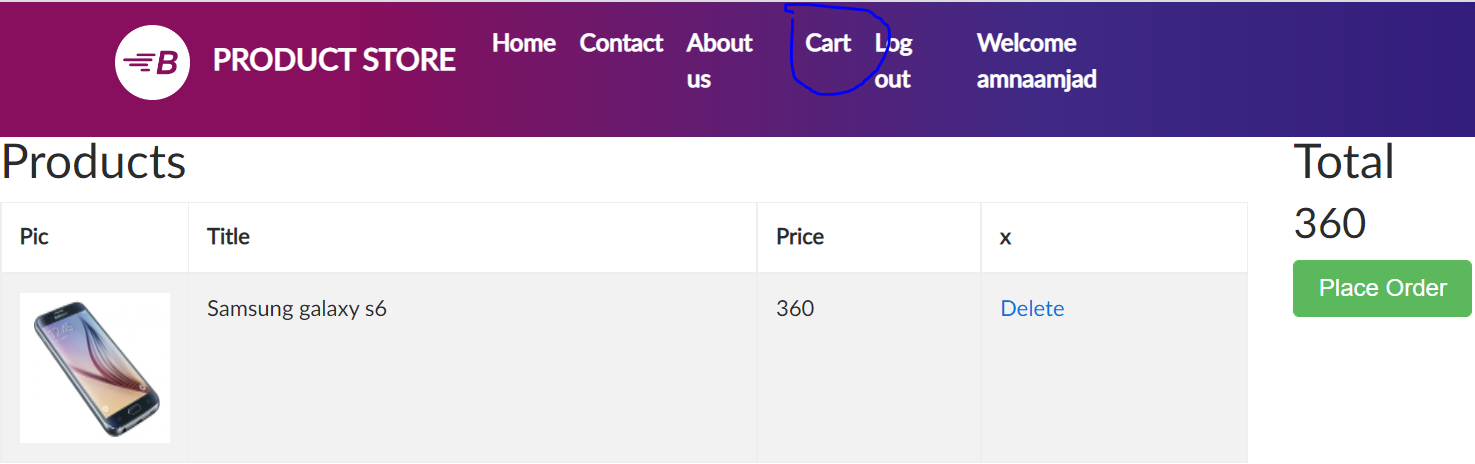 B PRODUCT STORE Home Contact About us Cart Log out Welcome amnaamjad
Products
Total
360
Place Order
Pic Title Price x
Samsung galaxy s6 360 Delete